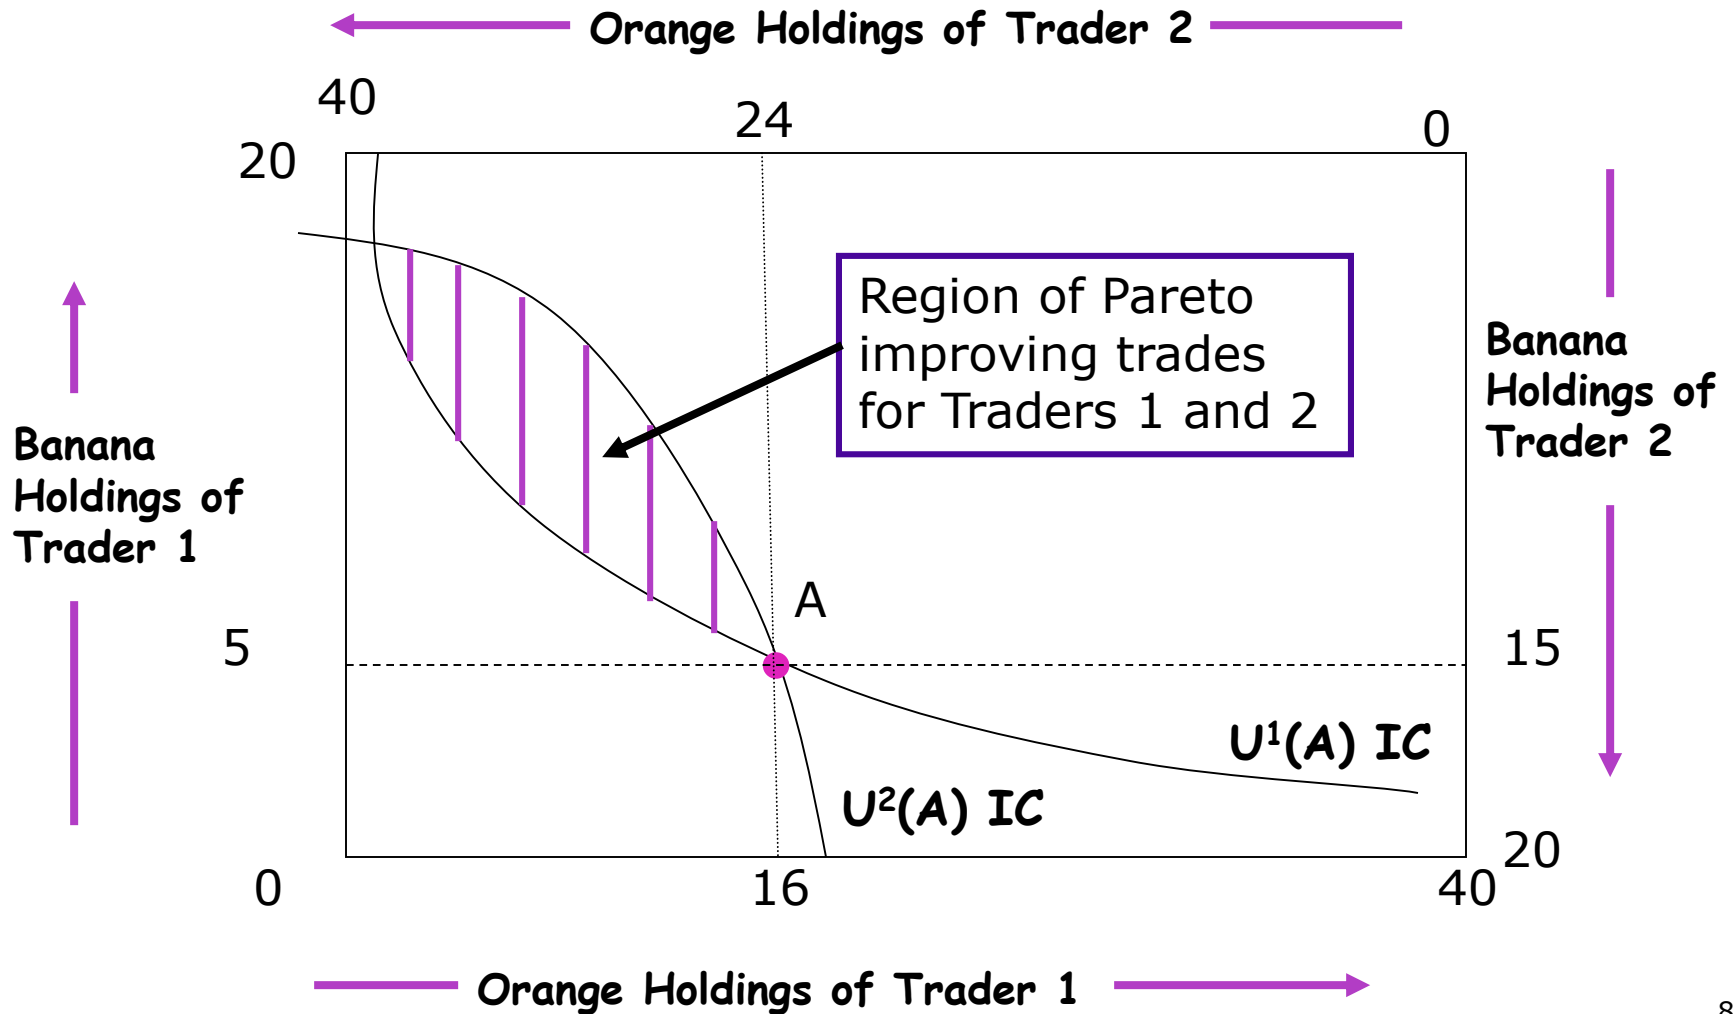 Orange Holdings of Trader 2
40
24
0
20
Region of Pareto
improving trades
for Traders 1 and 2
Banana
Holdings of
Trader 2
Banana
Holdings of
Trader 1
A
5
15
U¹(A) IC
U²(A) IC
20
0
16
40
Orange Holdings of Trader 1
8